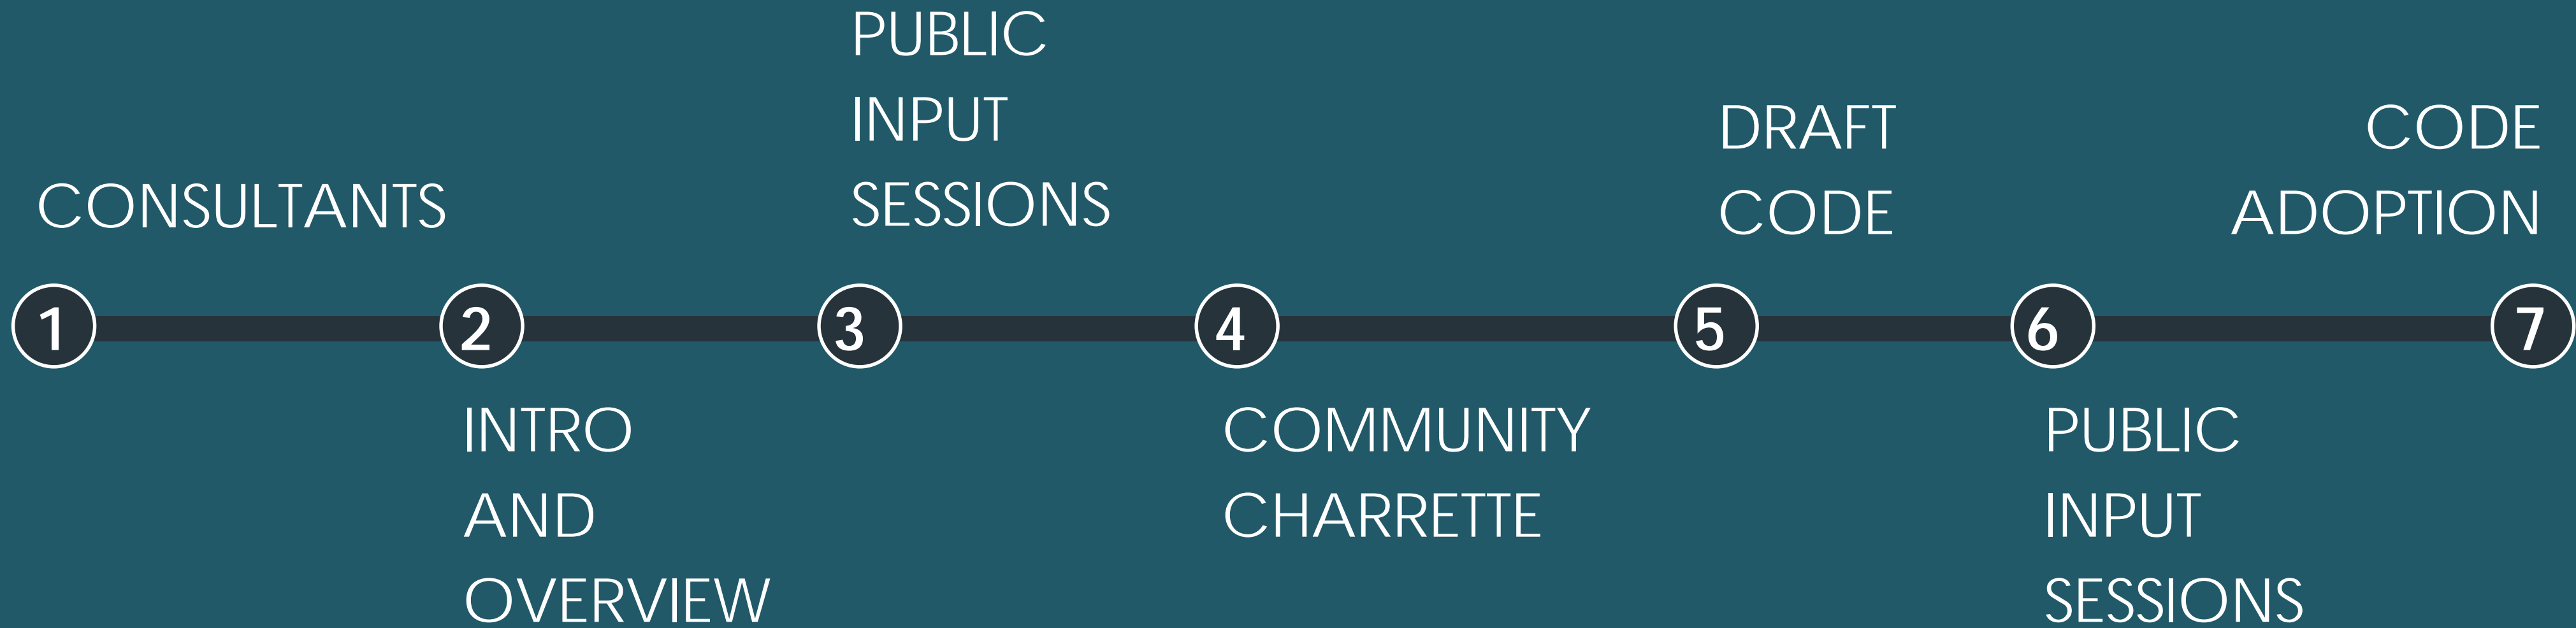 CONSULTANTS
PUBLIC
INPUT
SESSIONS
DRAFT
CODE
CODE
ADOPTION
1
2
3
4
5
6
7
INTRO
AND
OVERVIEW
COMMUNITY
CHARRETTE
PUBLIC
INPUT
SESSIONS